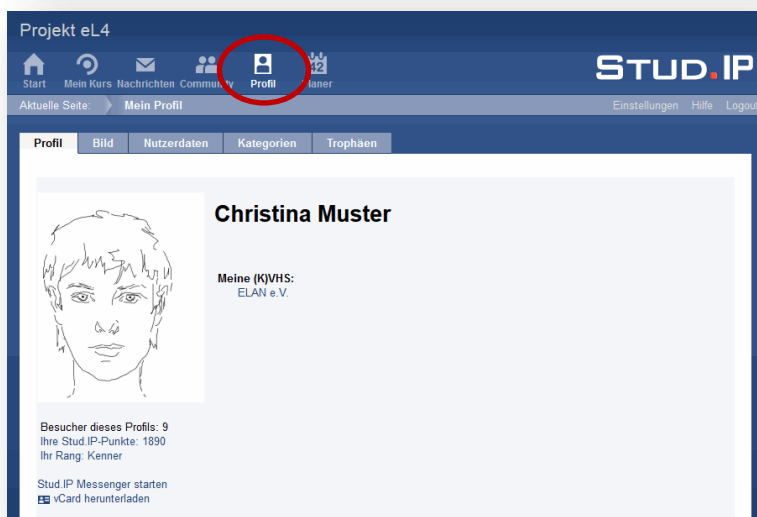 Projekt eL4
42
Start Mein Kurs Nachrichten Community Profil Planer
STUD.IP
Aktuelle Seite: Mein Profil Einstellungen Hilfe Logout
Profil Bild Nutzerdaten Kategorien Trophäen
Christina Muster
Meine (K)VHS:
ELAN e.V.
Besucher dieses Profils: 9
Ihre Stud.IP-Punkte: 1890
Ihr Rang: Kenner
Stud.IP Messenger starten
vCard herunterladen